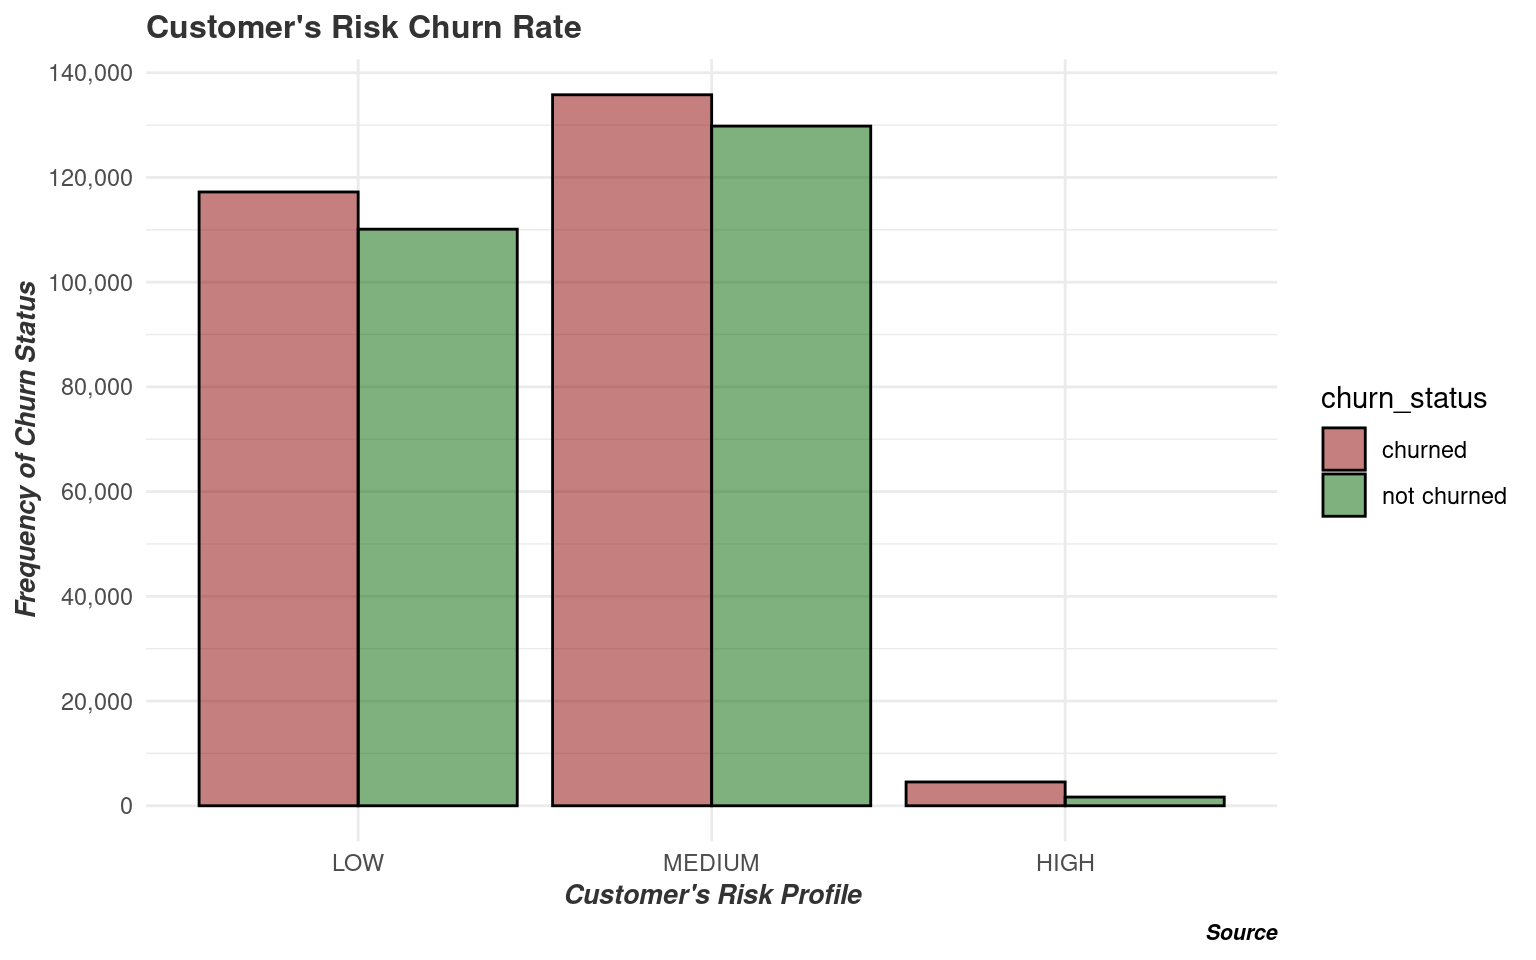 Customer's Risk Churn Rate
140,000
120,000
100,000
80,000
60,000
40,000
20,000
0
Frequency of Churn Status
LOW MEDIUM HIGH
Customer's Risk Profile
churn_status
churned
not churned
Source